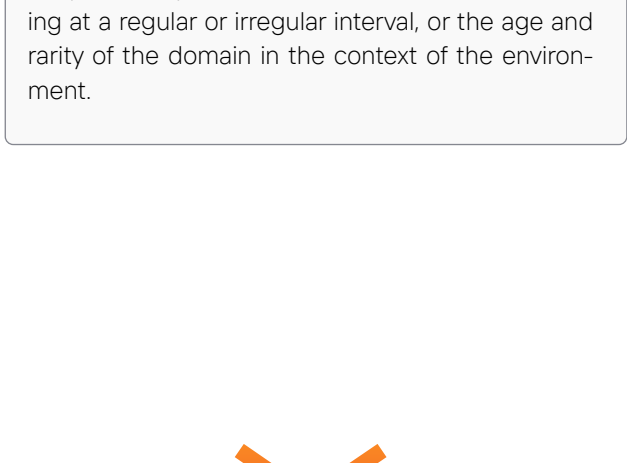 ing at a regular or irregular interval, or the age and
rarity of the domain in the context of the environ-
ment.